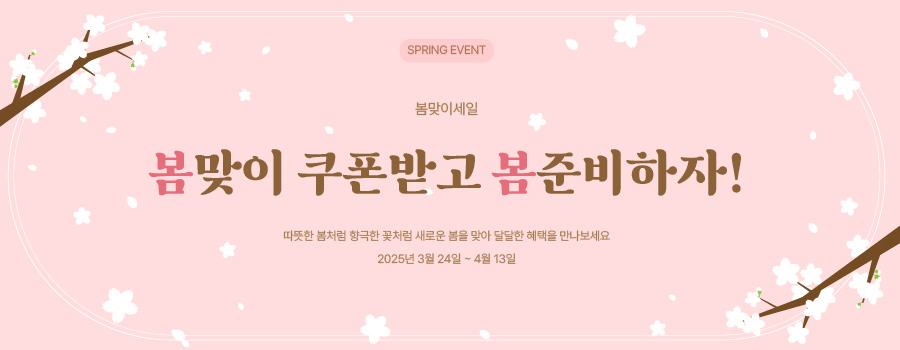 SPRING EVENT
봄맞이세일
봄맞이 쿠폰받고 봄준비하자!
따뜻한 봄처럼 향긋한 꽃처럼 새로운 봄을 맞아 달달한 혜택을 만나보세요
2025년 3월 24일 ~ 4월 13일